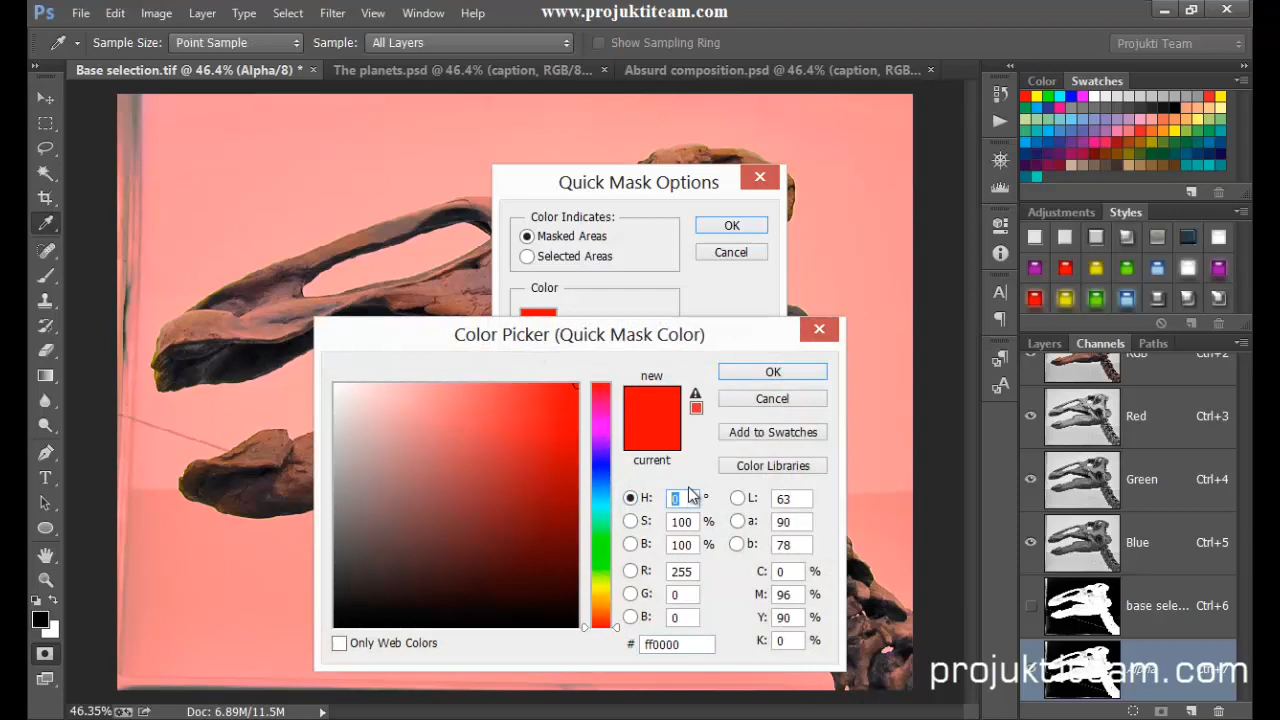 Ps File Edit Image Layer Type Select Filter View Window Help www.projuktiteam.com
Sample Size: Point Sample Sample: All Layers Show Sampling Ring Projukti Team
Base selection.tif @ 46.4% (Alpha/8) * × The planets.psd @ 46.4% (caption, RGB/8... × Absurd composition.psd @ 46.4% (caption, RGB... ×
Color Swatches
Quick Mask Options
Color Indicates:
Masked Areas
Selected Areas
OK
Cancel
Color
Adjustments Styles
Color Picker (Quick Mask Color)
new
current
OK
Cancel
Add to Swatches
Color Libraries
H: 0 ° L: 63
S: 100 % a: 90
B: 100 % b: 78
R: 255 C: 0 %
G: 0 M: 96 %
B: 0 Y: 90 %
K: 0 %
# ff0000
Only Web Colors
Layers Channels Paths
RGB Ctrl+2
Red Ctrl+3
Green Ctrl+4
Blue Ctrl+5
base sele... Ctrl+6
projuktiteam.com
46.35% Doc: 6.89M/11.5M